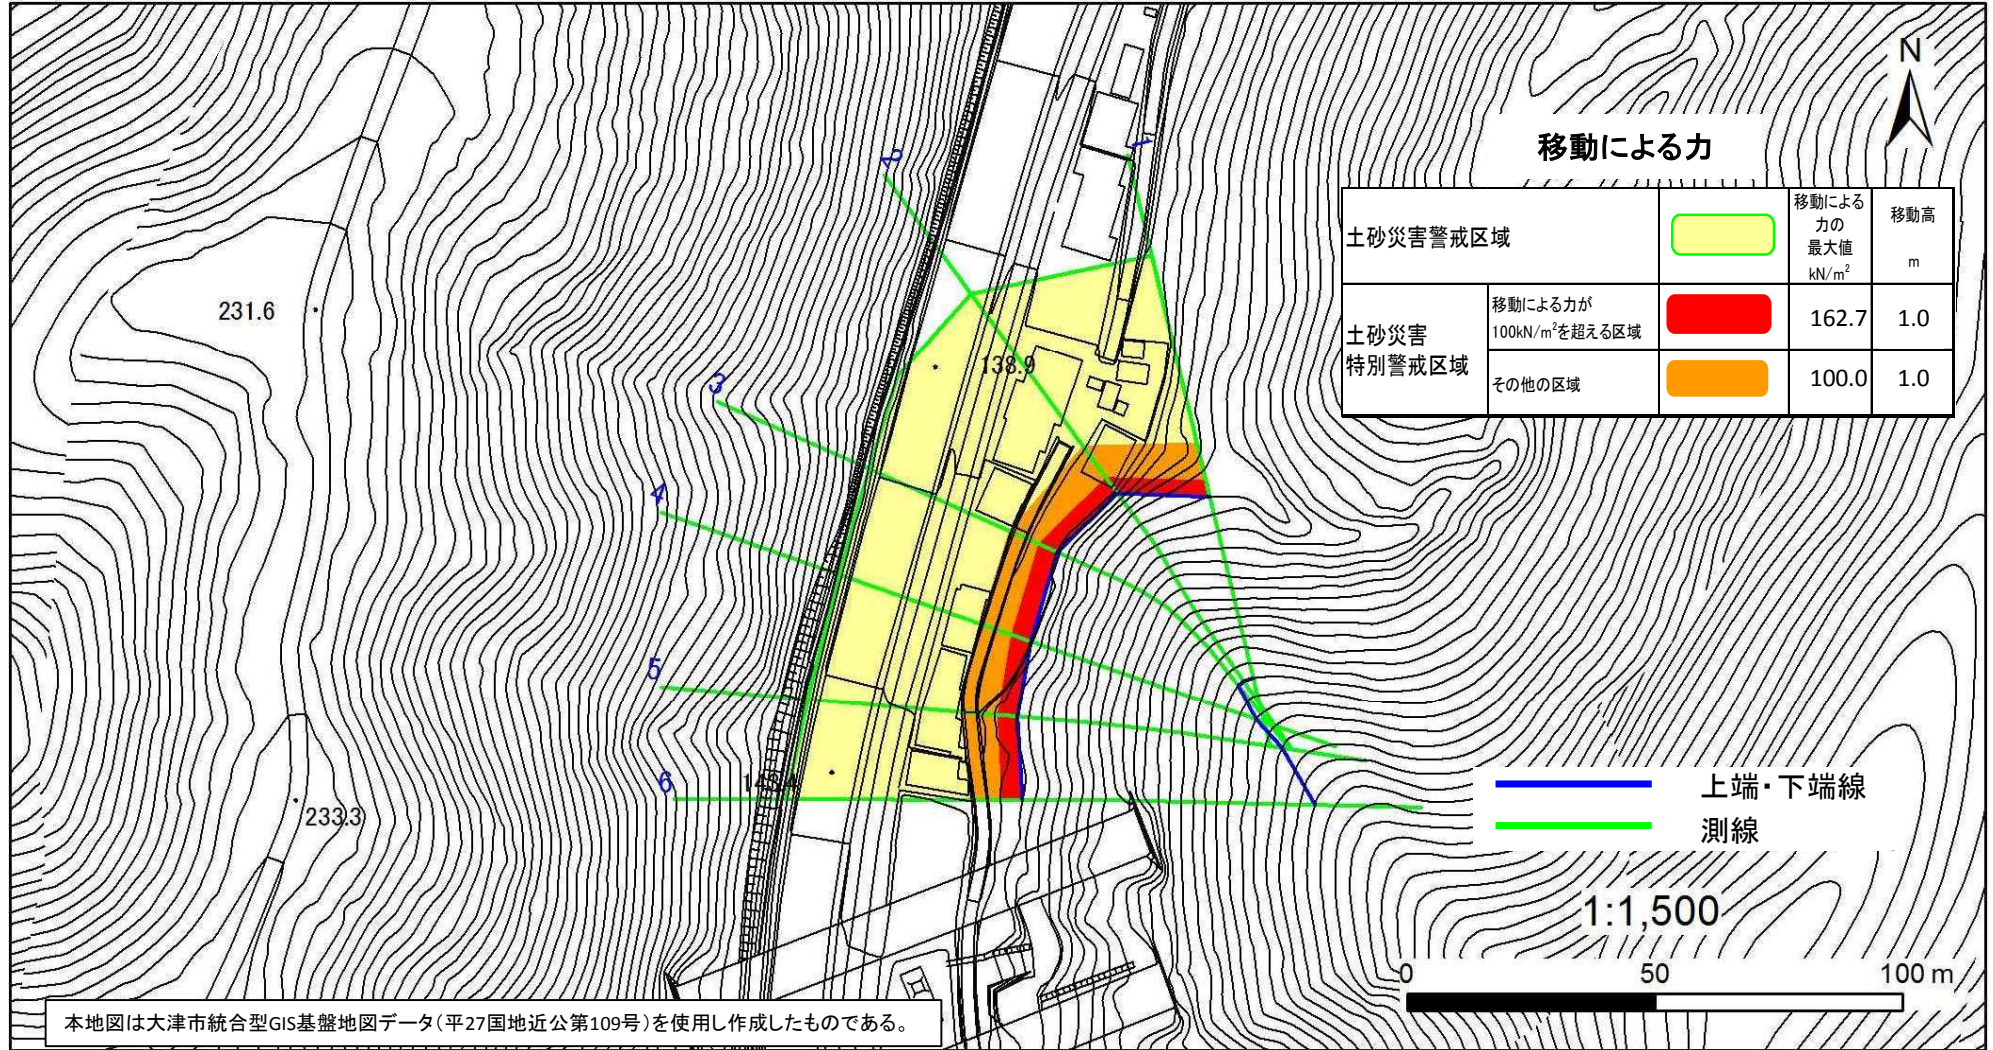 N
移動による力
移動による
力の
最大値
kN/m²
移動高
m
土砂災害警戒区域
土砂災害
特別警戒区域
移動による力が
100kN/m²を超える区域
162.7
1.0
その他の区域
100.0
1.0
1
2
3
4
5
6
231.6
138.9
233.3
上端・下端線
測線
1:1,500
0
50
100 m
本地図は大津市統合型GIS基盤地図データ(平27国地近公第109号)を使用し作成したものである。